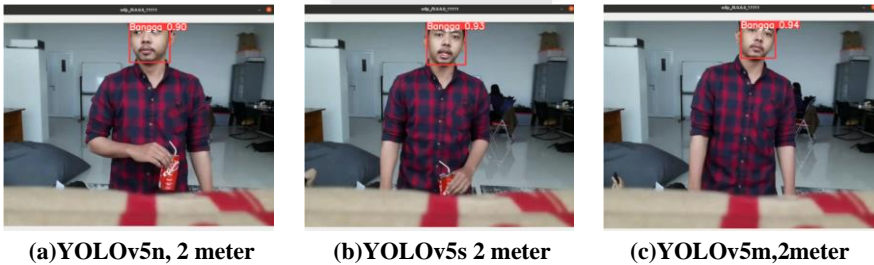 Bangga 0.90
Bangga 0.93
Bangga 0.94
(a)YOLOv5n, 2 meter
(b)YOLOv5s 2 meter
(c)YOLOv5m,2meter